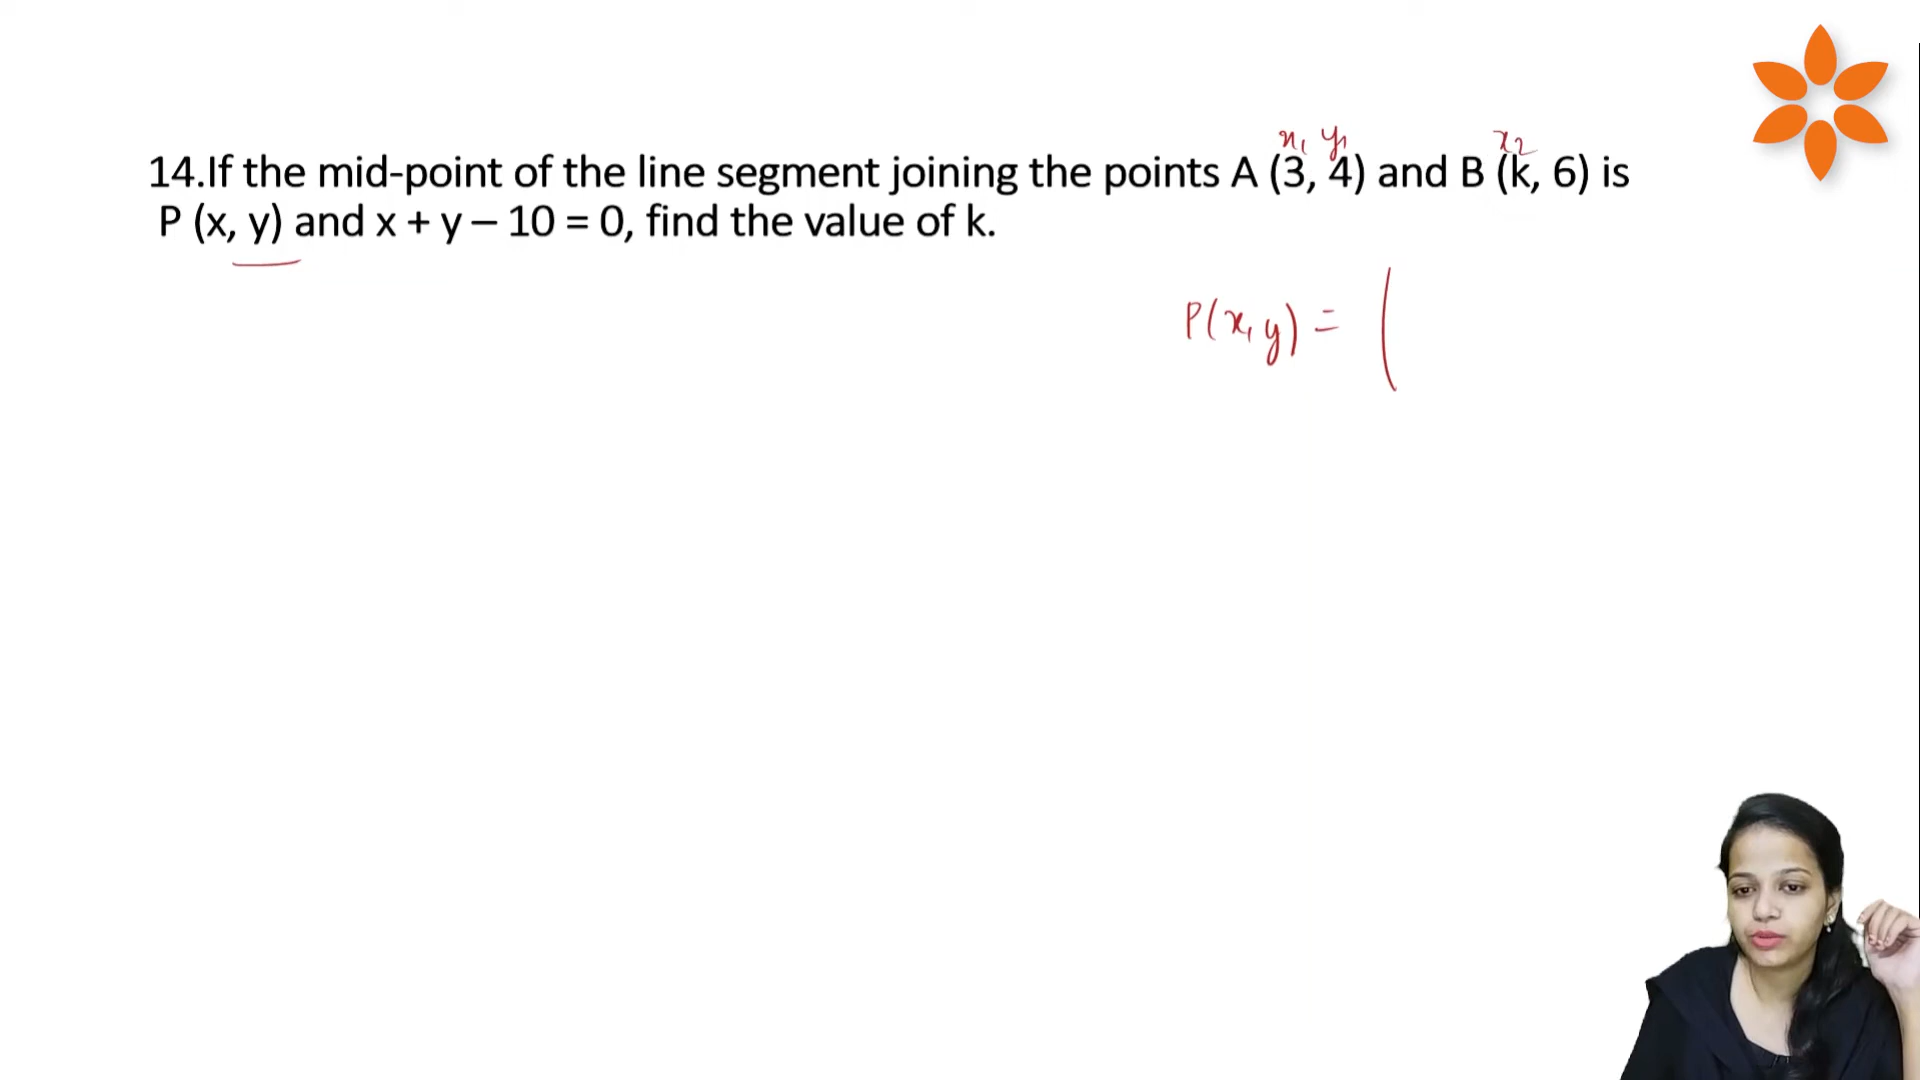 x₁ y₁ x₂
14.If the mid-point of the line segment joining the points A (3, 4) and B (k, 6) is
P (x, y) and x + y – 10 = 0, find the value of k.
P(x, y) = (